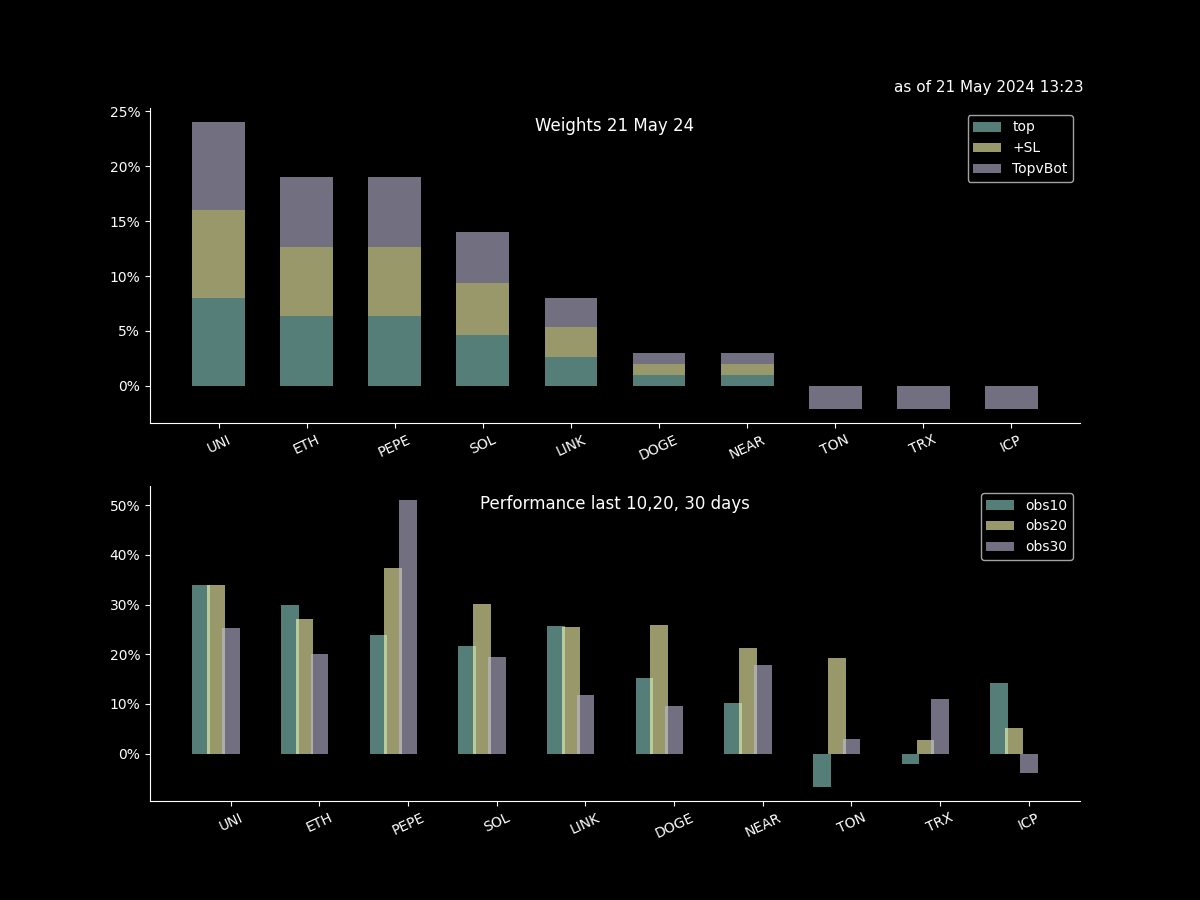 as of 21 May 2024 13:23
Weights 21 May 24
top
+SL
TopvBot
25%
20%
15%
10%
5%
0%
UNI ETH PEPE SOL LINK DOGE NEAR TON TRX ICP
Performance last 10,20, 30 days
obs10
obs20
obs30
50%
40%
30%
20%
10%
0%
UNI ETH PEPE SOL LINK DOGE NEAR TON TRX ICP